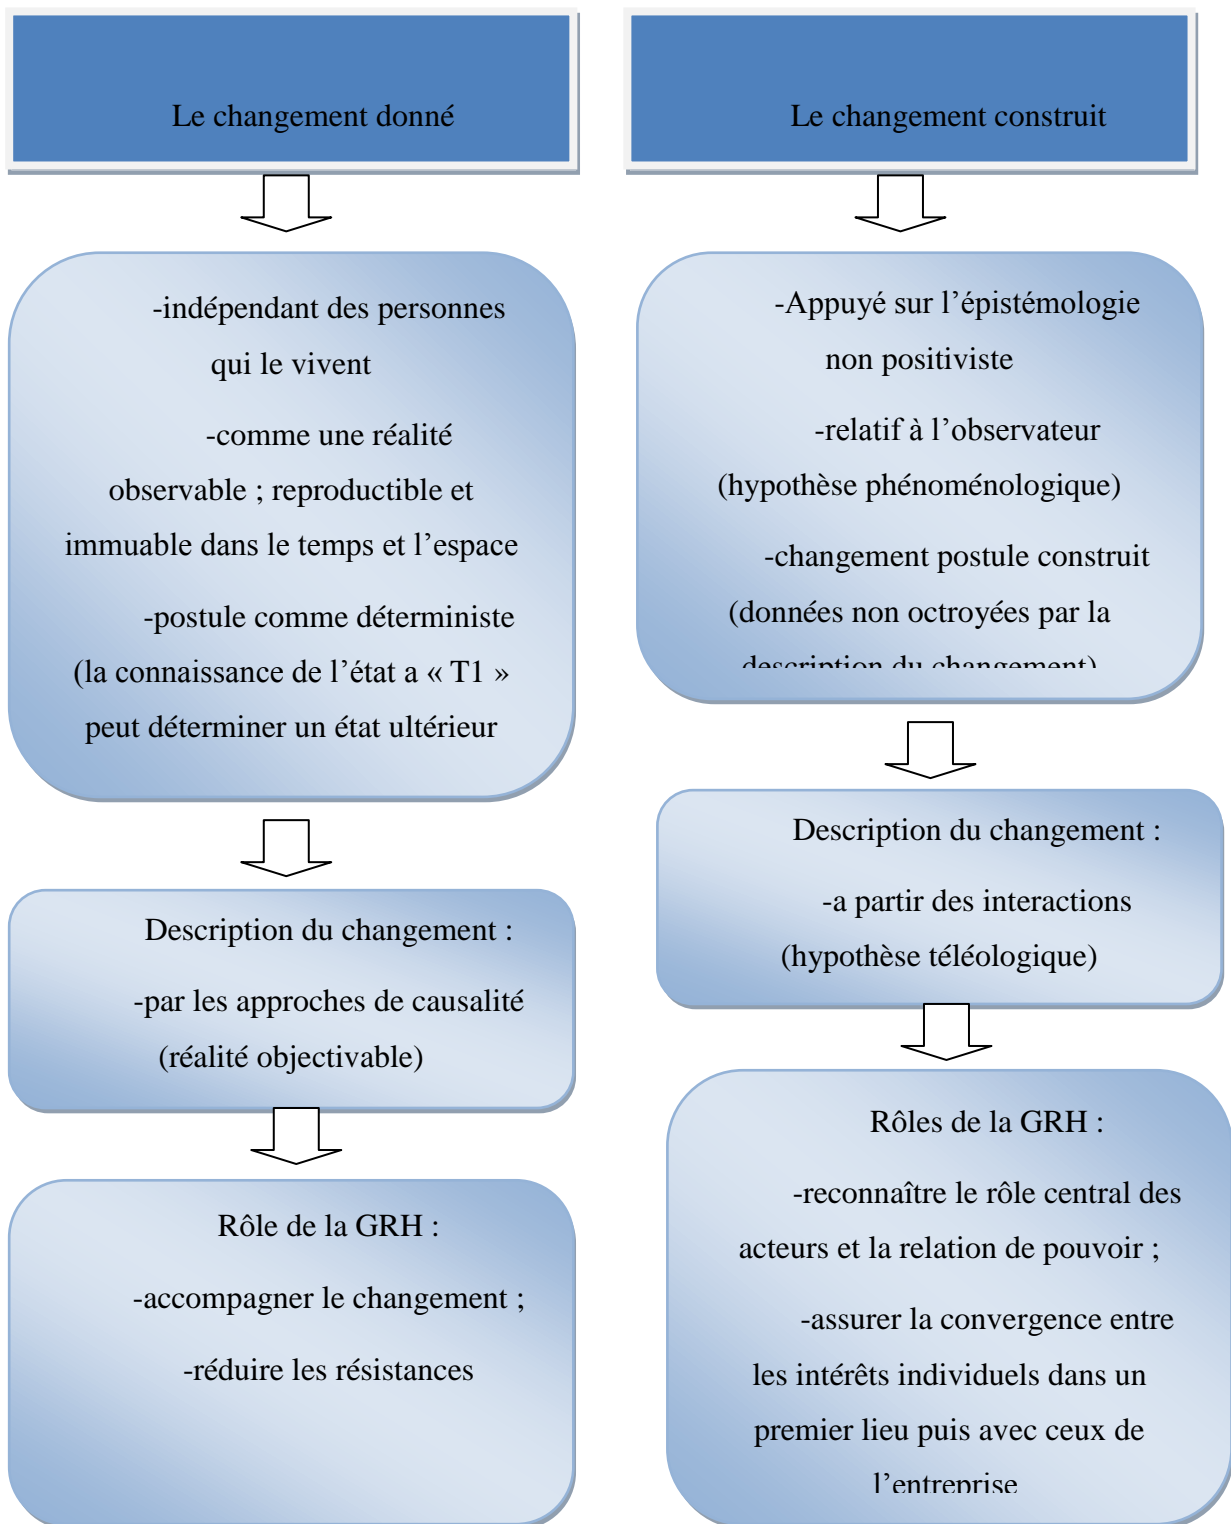 Le changement donné
-indépendant des personnes
qui le vivent
-comme une réalité
observable ; reproductible et
immuable dans le temps et l’espace
-postule comme déterministe
(la connaissance de l’état a « T1 »
peut déterminer un état ultérieur
Description du changement :
-par les approches de causalité
(réalité objectivable)
Rôle de la GRH :
-accompagner le changement ;
-réduire les résistances
Le changement construit
-Appuyé sur l’épistémologie
non positiviste
-relatif à l’observateur
(hypothèse phénoménologique)
-changement postule construit
(données non octroyées par la
description du changement)
Description du changement :
-a partir des interactions
(hypothèse téléologique)
Rôles de la GRH :
-reconnaître le rôle central des
acteurs et la relation de pouvoir ;
-assurer la convergence entre
les intérêts individuels dans un
premier lieu puis avec ceux de
l’entreprise